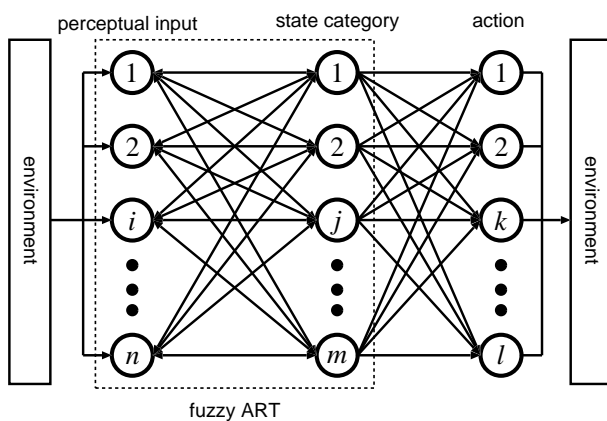 perceptual input
state category
action
environment
1
1
1
2
2
2
i
j
k
n
m
l
environment
fuzzy ART